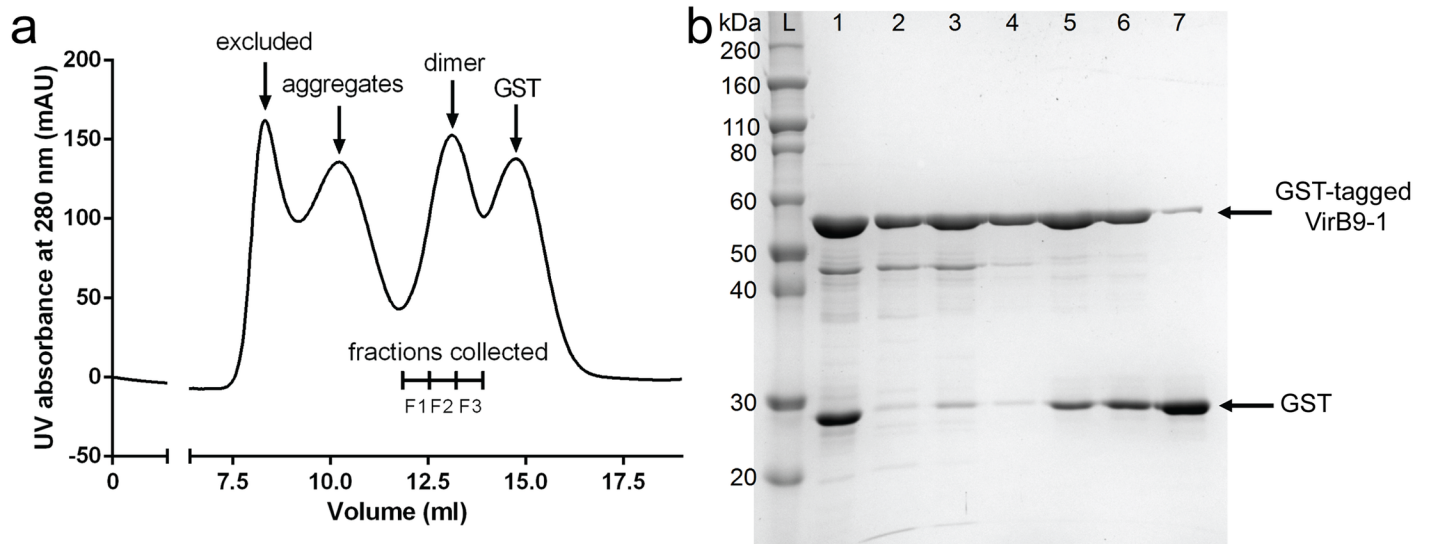 a
UV absorbance at 280 nm (mAU)
200
150
100
50
0
-50
excluded
aggregates
dimer
GST
fractions collected
F1 F2 F3
0 7.5 10.0 12.5 15.0 17.5
Volume (ml)
b
kDa L 1 2 3 4 5 6 7
260
160
110
80
60
50
40
30
20
GST-tagged
VirB9-1
GST